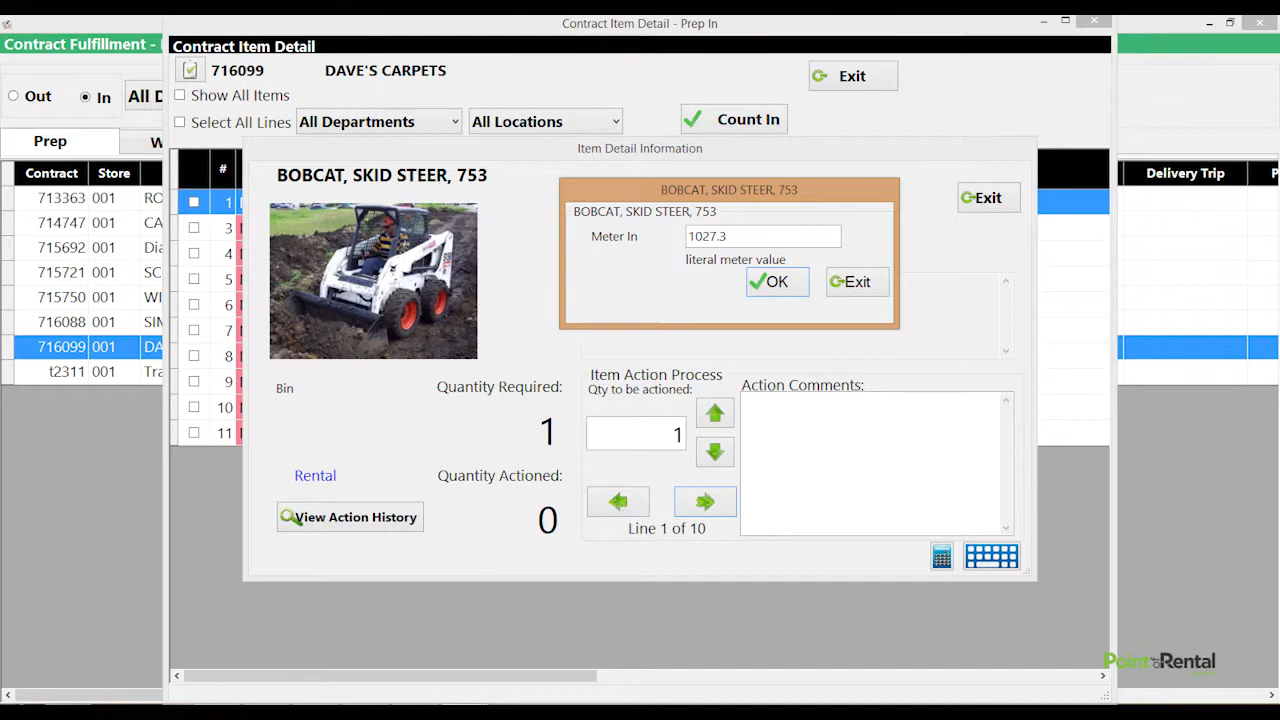 Contract Item Detail - Prep In
Contract Fulfillment -
Contract Item Detail
716099
DAVE'S CARPETS
Exit
Show All Items
Out
In
All D
Select All Lines
All Departments
All Locations
Count In
Prep
W
Item Detail Information
Contract
Store
#
Delivery Trip
P
BOBCAT, SKID STEER, 753
BOBCAT, SKID STEER, 753
BOBCAT, SKID STEER, 753
Exit
Meter In
1027.3
literal meter value
OK
Exit
713363 001 RO
714747 001 CA
715692 001 Dia
715721 001 SC
715750 001 WI
716088 001 SIM
716099 001 DA
t2311 001 Tra
1
3
4
5
6
7
8
9
10
11
Bin
Quantity Required:
1
Rental
Quantity Actioned:
0
View Action History
Item Action Process
Qty to be actioned:
1
Line 1 of 10
Action Comments:
Point of Rental